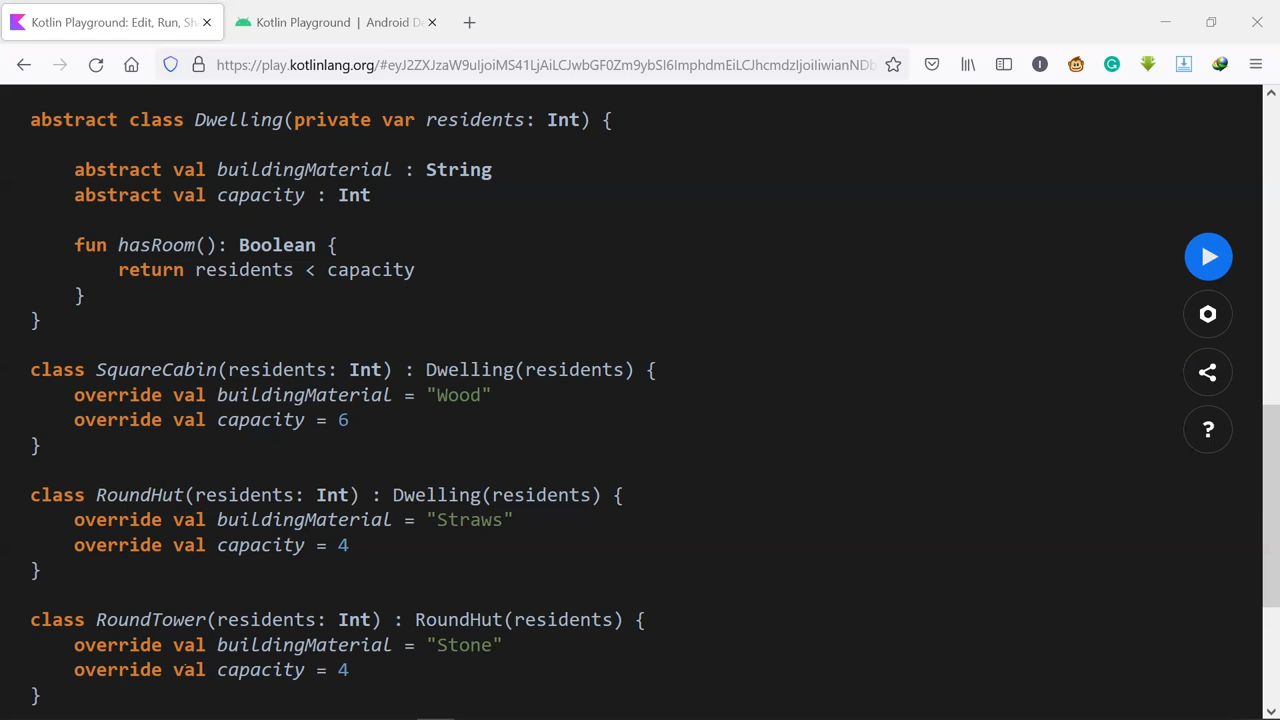 Kotlin Playground: Edit, Run, Sh
Kotlin Playground | Android De
https://play.kotlinlang.org/#eyJ2ZXJzaW9uIjoiMS41LjAiLCJwbGF0Zm9ybSI6ImphdmEiLCJhcmdzIjoiIiwianNDb
abstract class Dwelling(private var residents: Int) {
abstract val buildingMaterial : String
abstract val capacity : Int
fun hasRoom(): Boolean {
return residents < capacity
}
}
class SquareCabin(residents: Int) : Dwelling(residents) {
override val buildingMaterial = "Wood"
override val capacity = 6
}
class RoundHut(residents: Int) : Dwelling(residents) {
override val buildingMaterial = "Straws"
override val capacity = 4
}
class RoundTower(residents: Int) : RoundHut(residents) {
override val buildingMaterial = "Stone"
override val capacity = 4
}